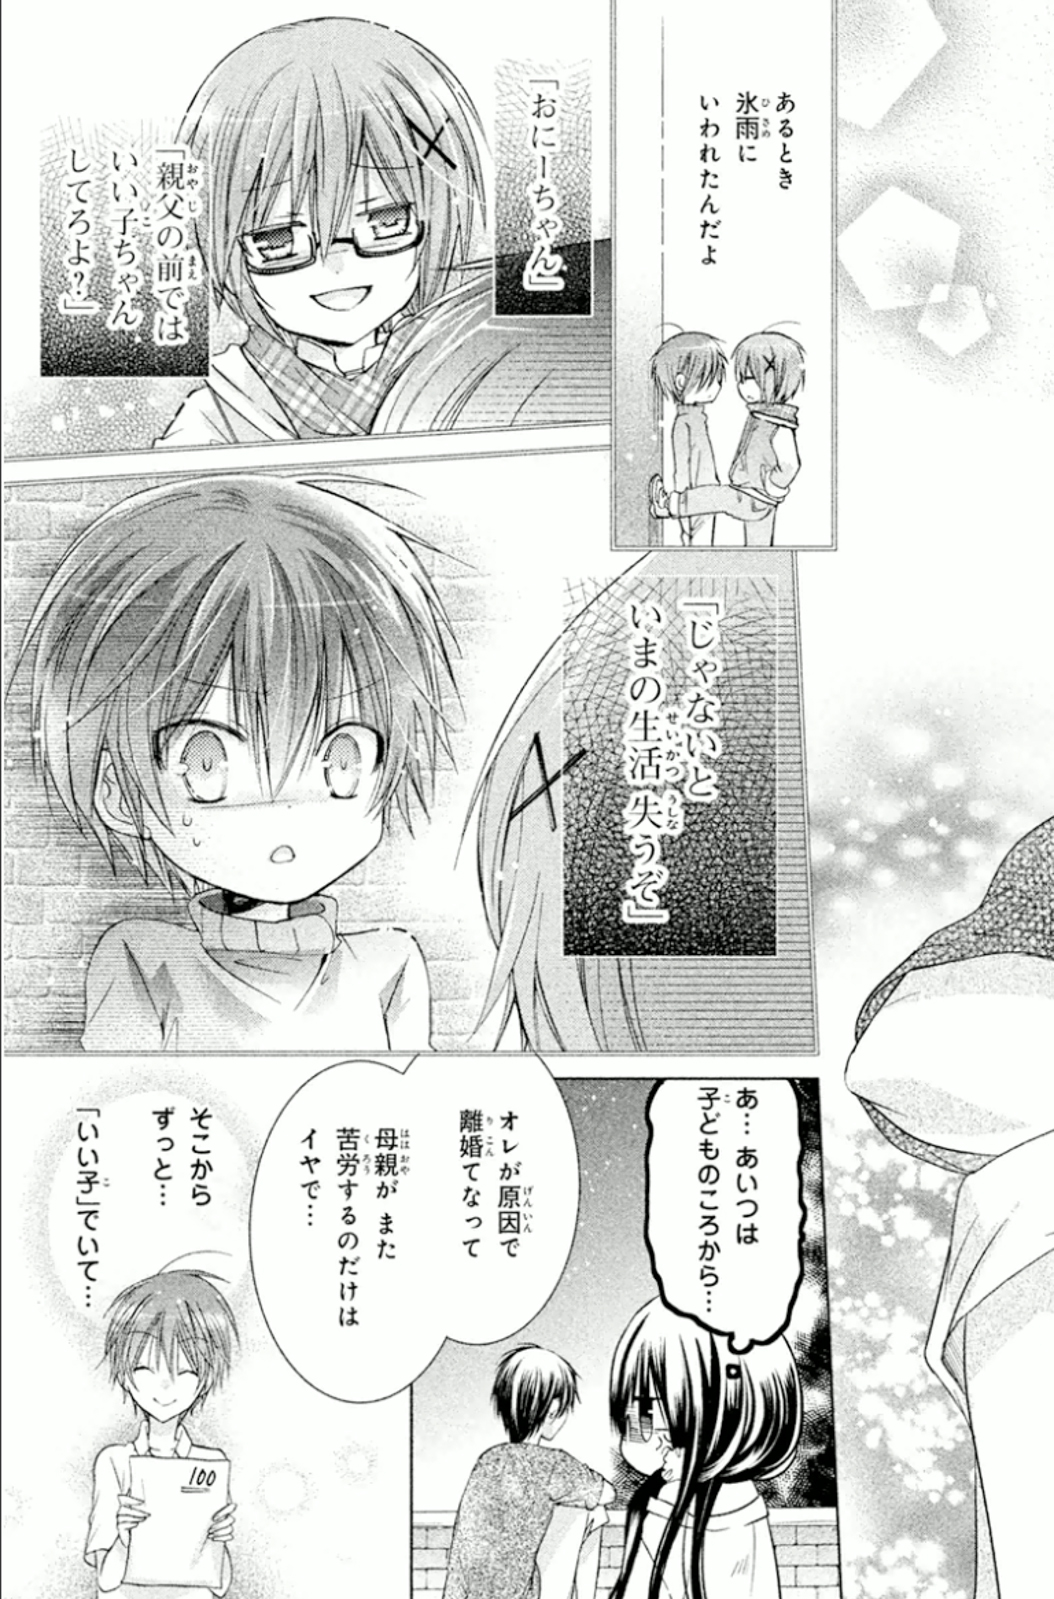 あるとき
氷雨に
いわれたんだよ
「おにーちゃん」
「親父の前では
いい子ちゃん
してろよ？」
「じゃないと
いまの生活失うぞ」
あ…あいつは
子どものころから…
オレが原因で
離婚てなって
母親がまた
苦労するのだけは
イヤで…
そこから
ずっと…
「いい子」でいて…
100